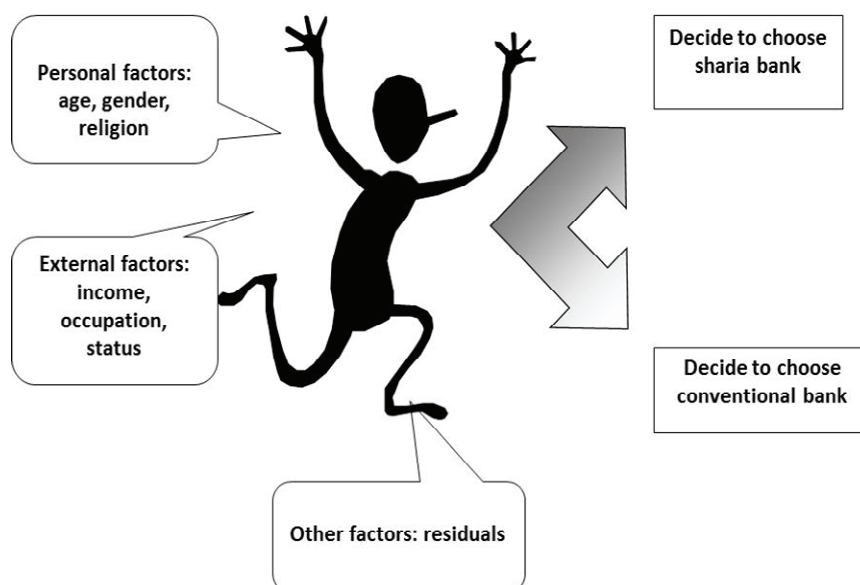 Personal factors:
age, gender,
religion
Decide to choose
sharia bank
External factors:
income,
occupation,
status
Decide to choose
conventional bank
Other factors: residuals